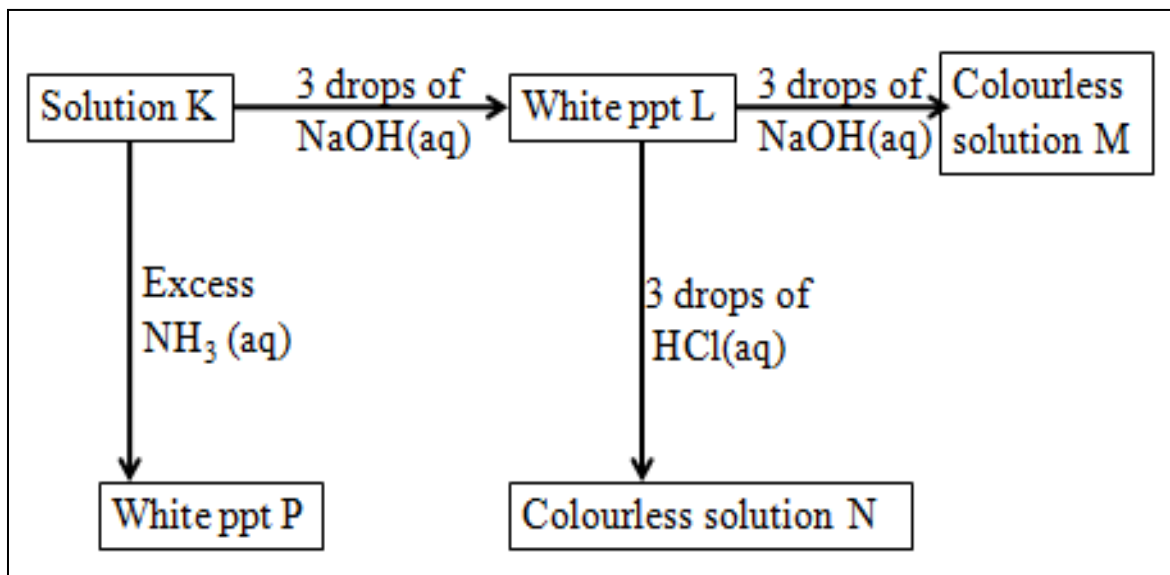 Solution K
3 drops of
NaOH(aq)
White ppt L
3 drops of
NaOH(aq)
Colourless
solution M
Excess
NH₃ (aq)
3 drops of
HCl(aq)
White ppt P
Colourless solution N